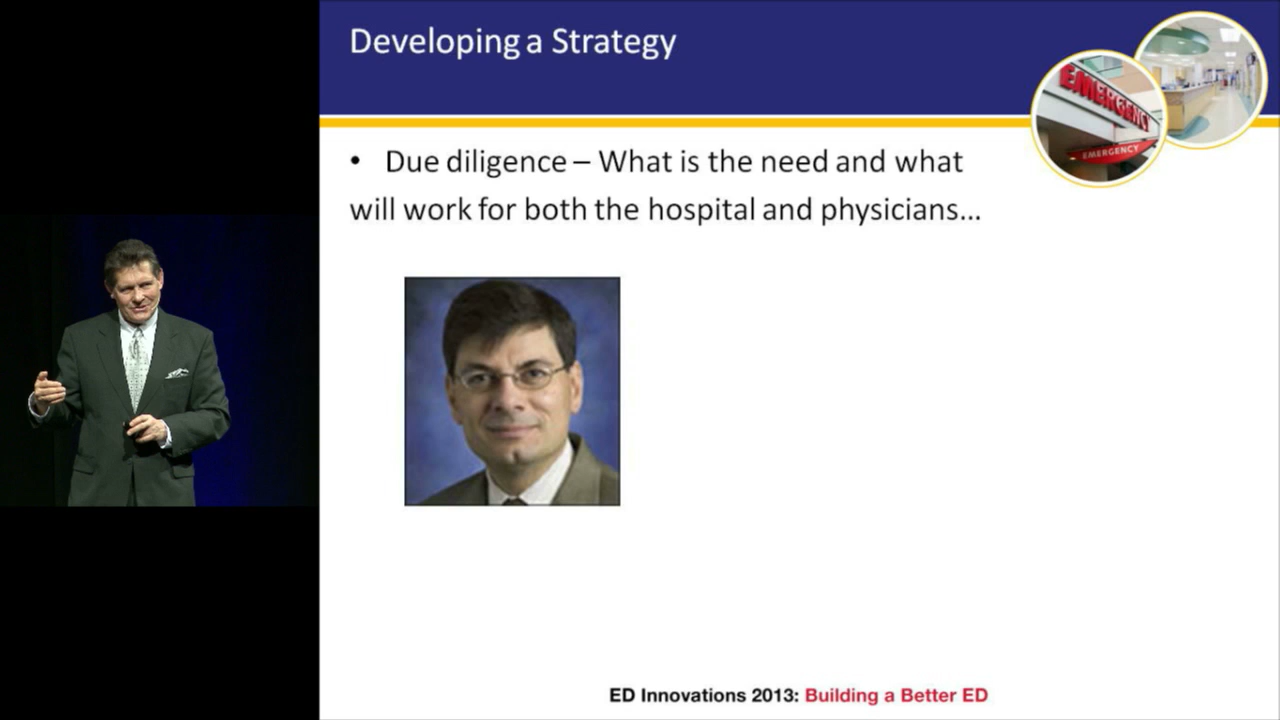 Developing a Strategy
EMERGENCY
EMERGENCY
• Due diligence – What is the need and what
will work for both the hospital and physicians...
ED Innovations 2013: Building a Better ED